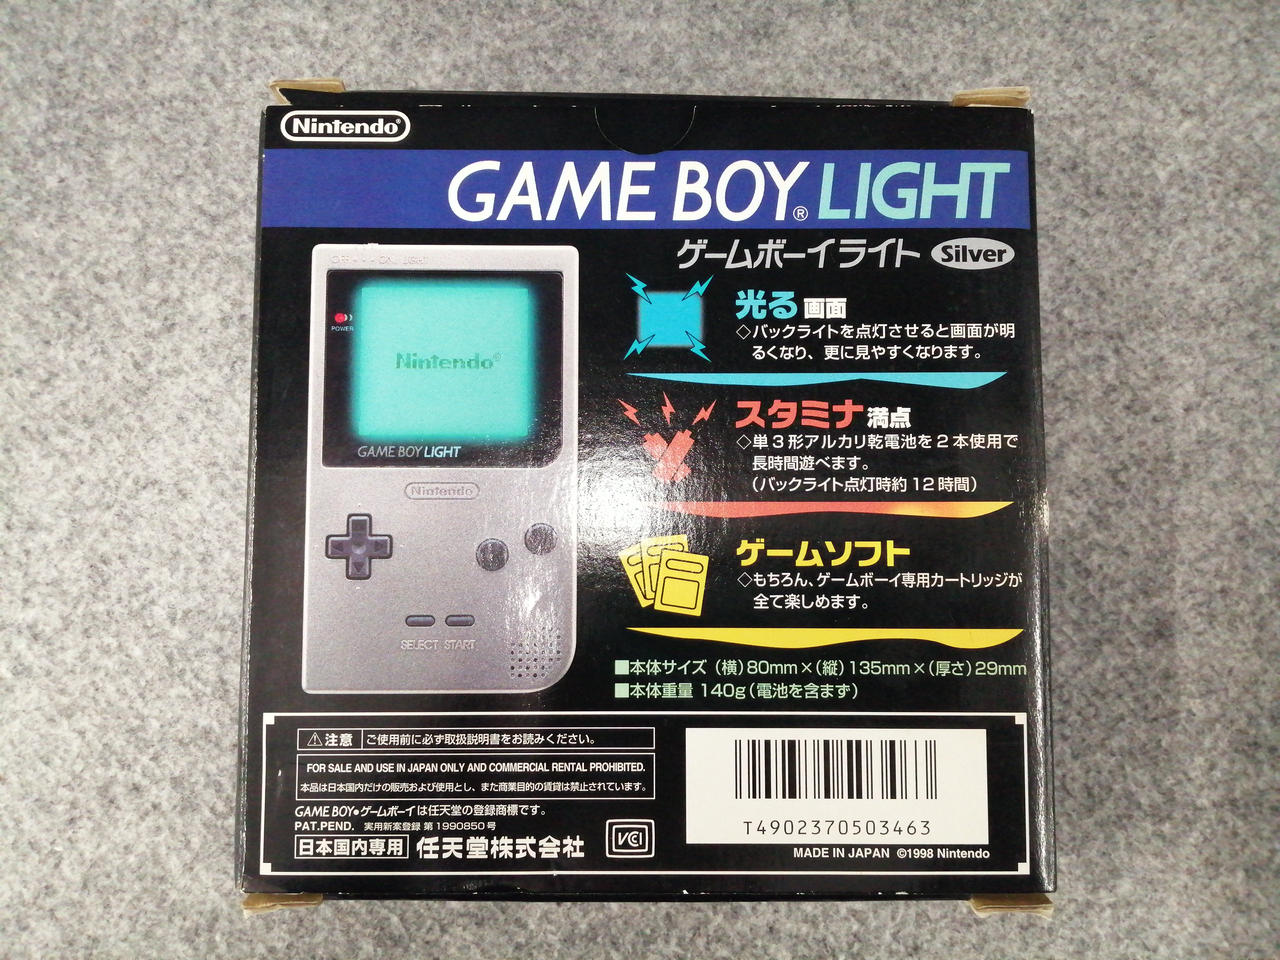 Nintendo®
GAME BOY® LIGHT
ゲームボーイライト Silver
OFF・・・ON LIGHT
POWER
Nintendo®
GAME BOY LIGHT
Nintendo
SELECT START
光る画面
◇バックライトを点灯させると画面が明
るくなり、更に見やすくなります。
スタミナ満点
◇単3形アルカリ乾電池を2本使用で
長時間遊べます。
(バックライト点灯時約12時間)
ゲームソフト
◇もちろん、ゲームボーイ専用カートリッジが
全て楽しめます。
■本体サイズ (横)80mm×(縦)135mm×(厚さ)29mm
■本体重量 140g(電池を含まず)
⚠注意 ご使用前に必ず取扱説明書をお読みください。
FOR SALE AND USE IN JAPAN ONLY AND COMMERCIAL RENTAL PROHIBITED.
本品は日本国内だけの販売および使用とし、また商業目的の賃貸は禁止されています。
GAME BOY・ゲームボーイは任天堂の登録商標です。
PAT.PEND. 実用新案登録 第1990850号
日本国内専用 任天堂株式会社
VCCI
T4902370503463
MADE IN JAPAN ©1998 Nintendo